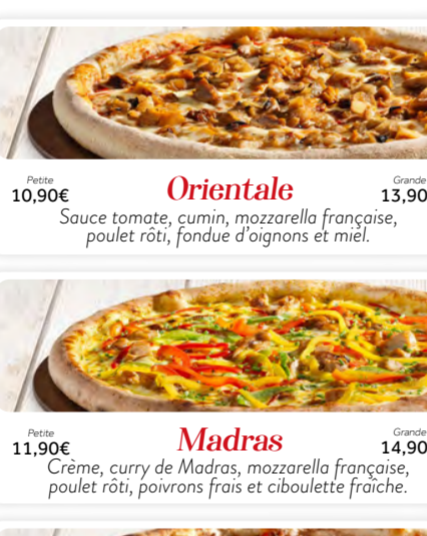 Petite
Grande
10,90€
Orientale
13,90
Sauce tomate, cumin, mozzarella française,
poulet rôti, fondue d'oignons et miel.
Petite
Grande
11,90€
Madras
14,90
Crème, curry de Madras, mozzarella française,
poulet rôti, poivrons frais et ciboulette fraîche.